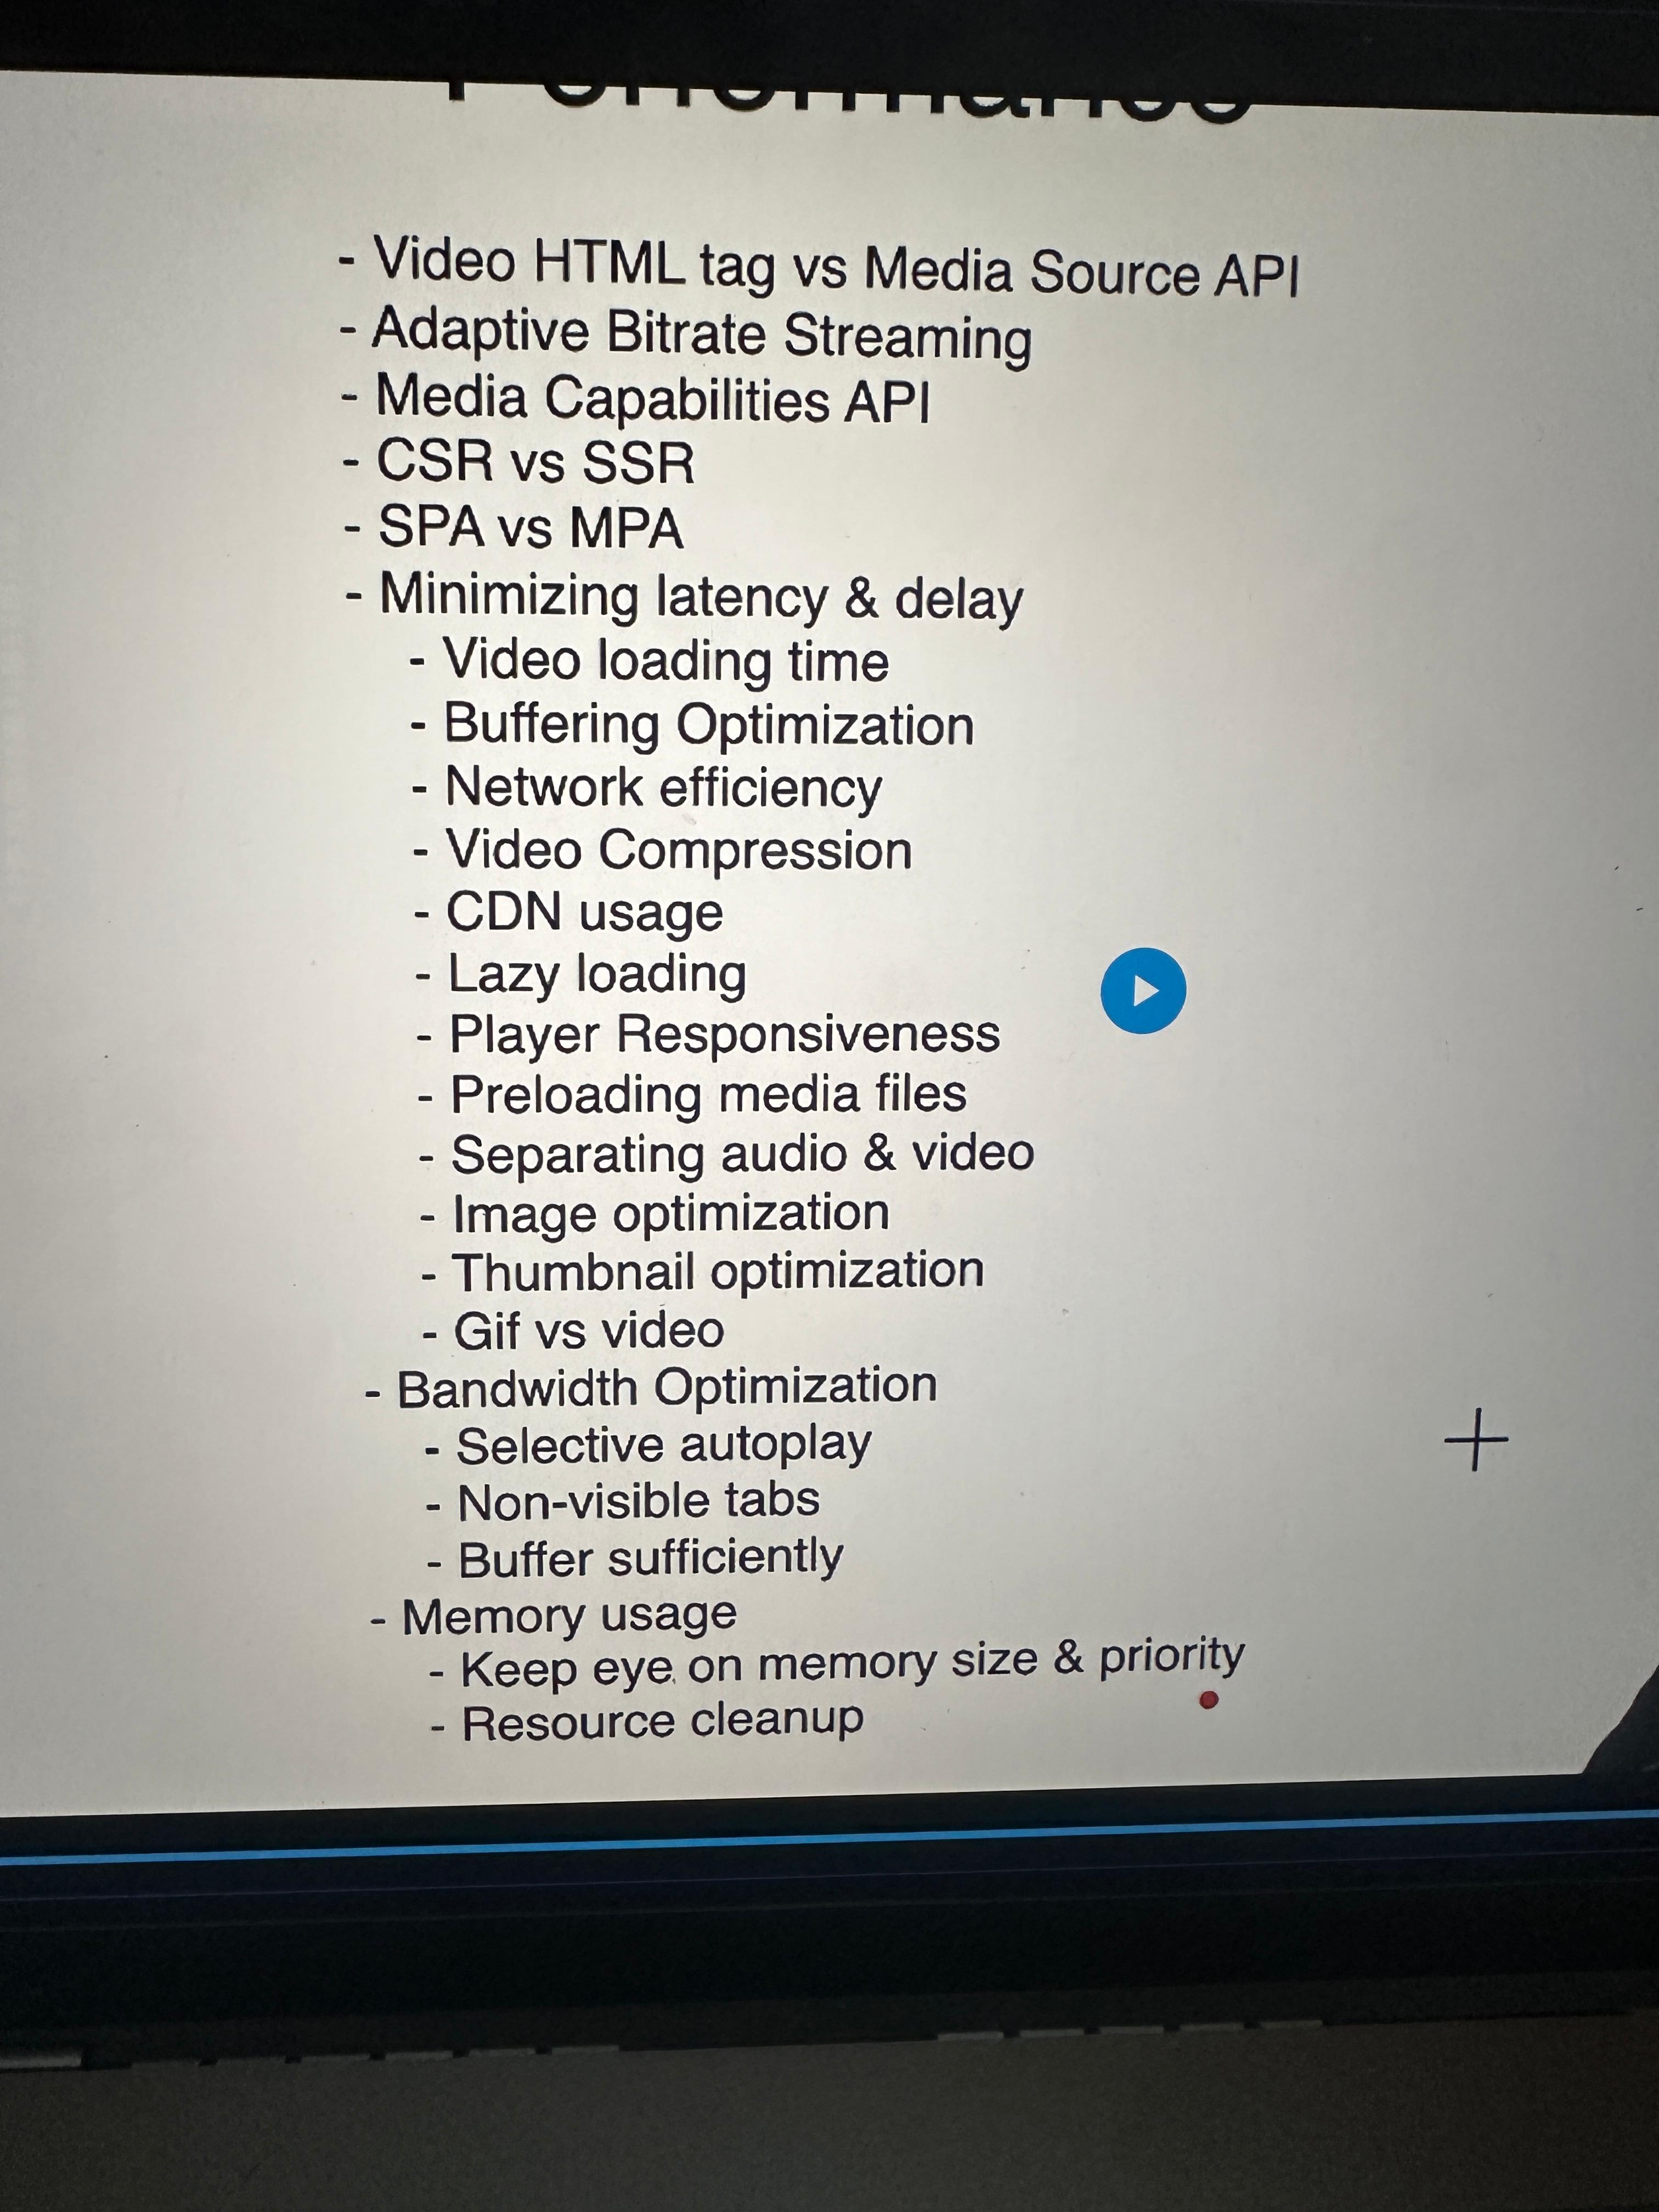 Performance
- Video HTML tag vs Media Source API
- Adaptive Bitrate Streaming
- Media Capabilities API
- CSR vs SSR
- SPA vs MPA
- Minimizing latency & delay
- Video loading time
- Buffering Optimization
- Network efficiency
- Video Compression
- CDN usage
- Lazy loading
- Player Responsiveness
- Preloading media files
- Separating audio & video
- Image optimization
- Thumbnail optimization
- Gif vs video
- Bandwidth Optimization
- Selective autoplay
- Non-visible tabs
- Buffer sufficiently
- Memory usage
- Keep eye on memory size & priority
- Resource cleanup